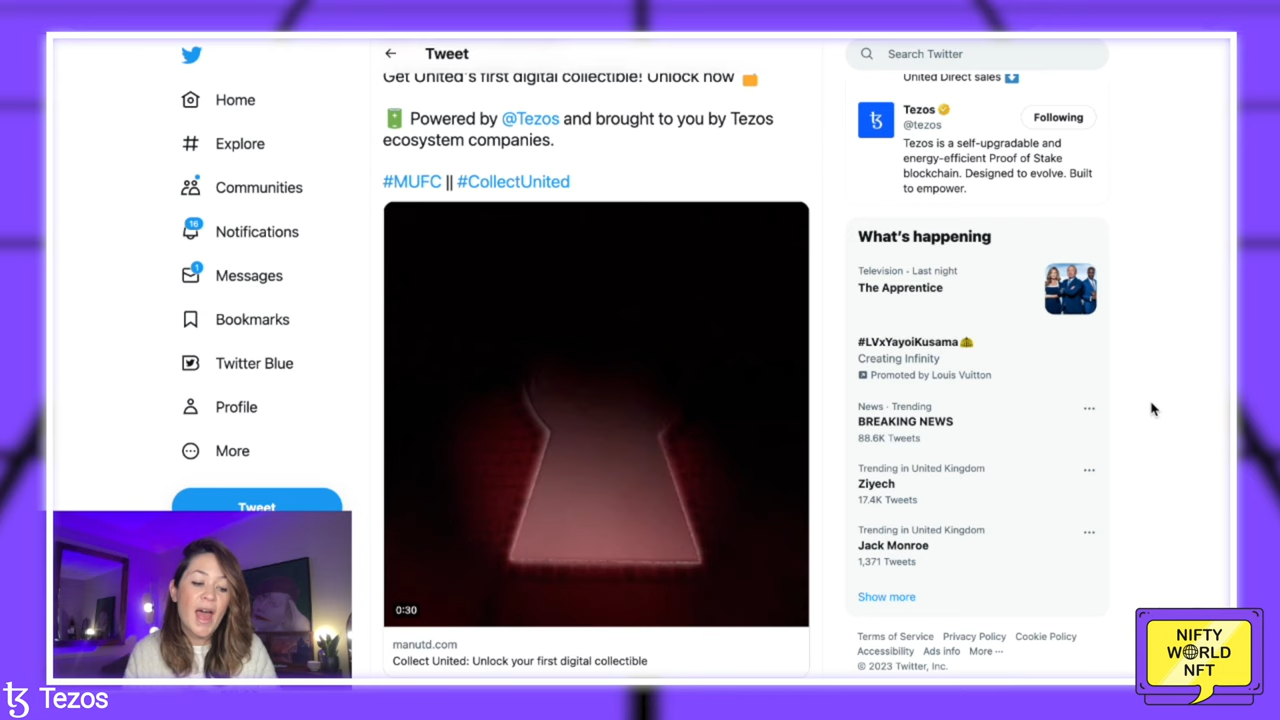 Home
Explore
Communities
16
Notifications
1
Messages
Bookmarks
Twitter Blue
Profile
More
Tweet
Tweet
Get United's first digital collectible! Unlock now
Powered by @Tezos and brought to you by Tezos
ecosystem companies.
#MUFC || #CollectUnited
0:30
manutd.com
Collect United: Unlock your first digital collectible
Search Twitter
United Direct sales
Tezos
@tezos
Following
Tezos is a self-upgradable and
energy-efficient Proof of Stake
blockchain. Designed to evolve. Built
to empower.
What's happening
Television · Last night
The Apprentice
#LVxYayoiKusama
Creating Infinity
Promoted by Louis Vuitton
News · Trending
BREAKING NEWS
88.6K Tweets
Trending in United Kingdom
Ziyech
17.4K Tweets
Trending in United Kingdom
Jack Monroe
1,371 Tweets
Show more
Terms of Service Privacy Policy Cookie Policy
Accessibility Ads info More ···
© 2023 Twitter, Inc.
NIFTY
WORLD
NFT
Tezos